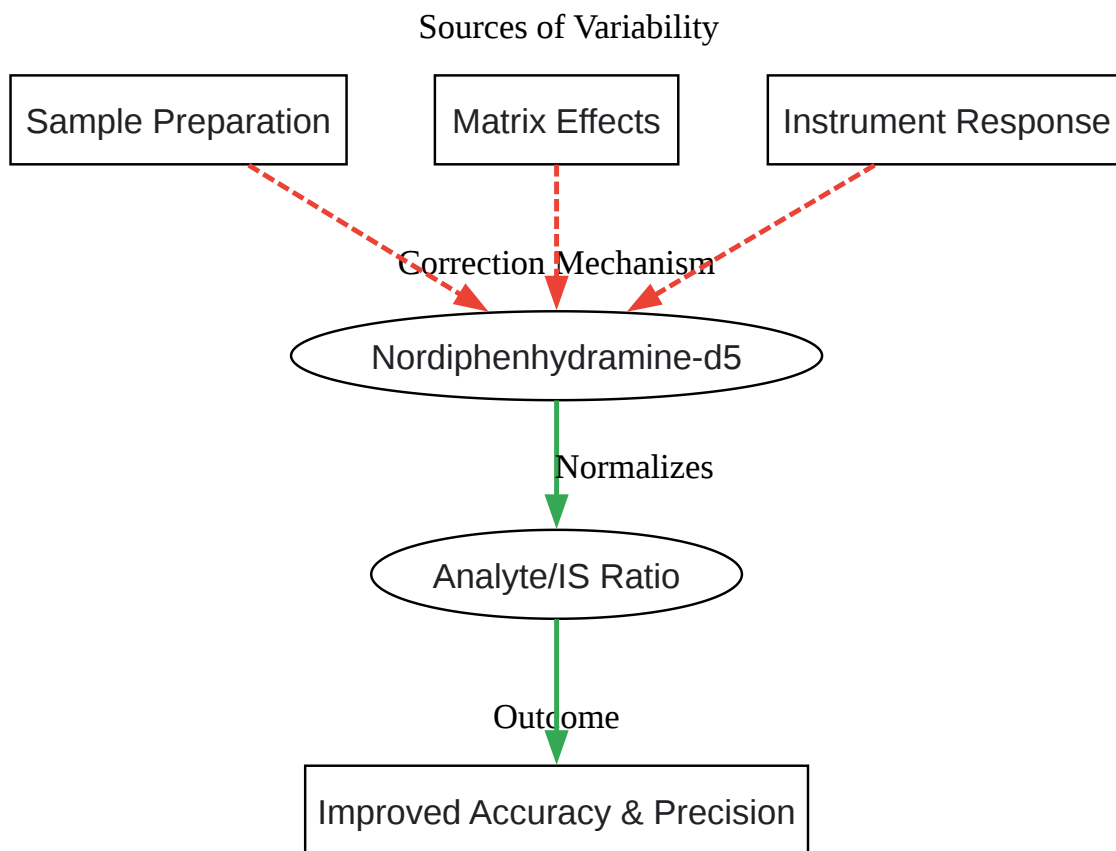 Sources of Variability
Sample Preparation
Matrix Effects
Instrument Response
Correction Mechanism
Nordiphenhydramine-d5
Normalizes
Analyte/IS Ratio
Outcome
Improved Accuracy & Precision